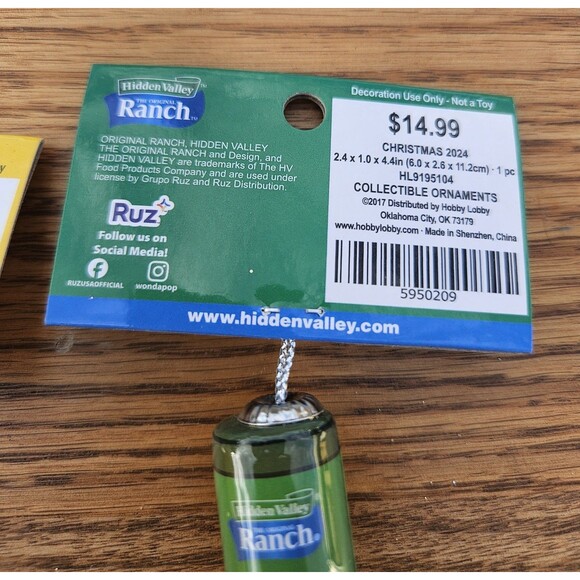 Hidden Valley™
THE ORIGINAL
Ranch™
ORIGINAL RANCH, HIDDEN VALLEY
THE ORIGINAL RANCH and Design, and
HIDDEN VALLEY are trademarks of The HV
Food Products Company and are used under
license by Grupo Ruz and Ruz Distribution.
Ruz
Follow us on
Social Media!
RUZUSAOFFICIAL
wondapop
Decoration Use Only - Not a Toy
$14.99
CHRISTMAS 2024
2.4 x 1.0 x 4.4in (6.0 x 2.6 x 11.2cm) · 1 pc
HL9195104
COLLECTIBLE ORNAMENTS
©2017 Distributed by Hobby Lobby
Oklahoma City, OK 73179
www.hobbylobby.com · Made in Shenzhen, China
5950209
www.hiddenvalley.com
Hidden Valley
THE ORIGINAL
Ranch®